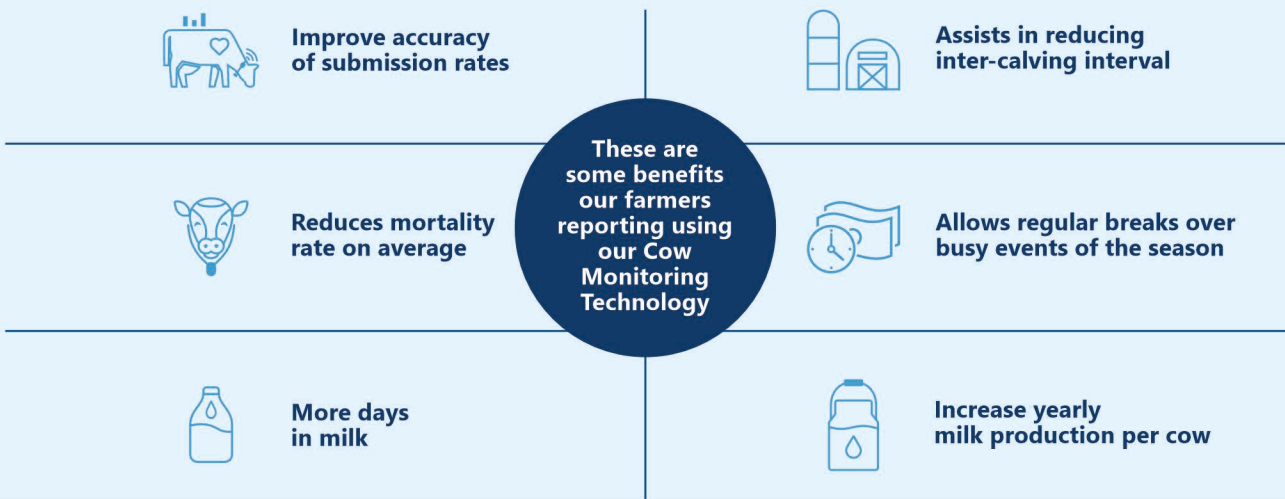 Improve accuracy
of submission rates
Assists in reducing
inter-calving interval
These are
some benefits
our farmers
reporting using
our Cow
Monitoring
Technology
Reduces mortality
rate on average
Allows regular breaks over
busy events of the season
More days
in milk
Increase yearly
milk production per cow